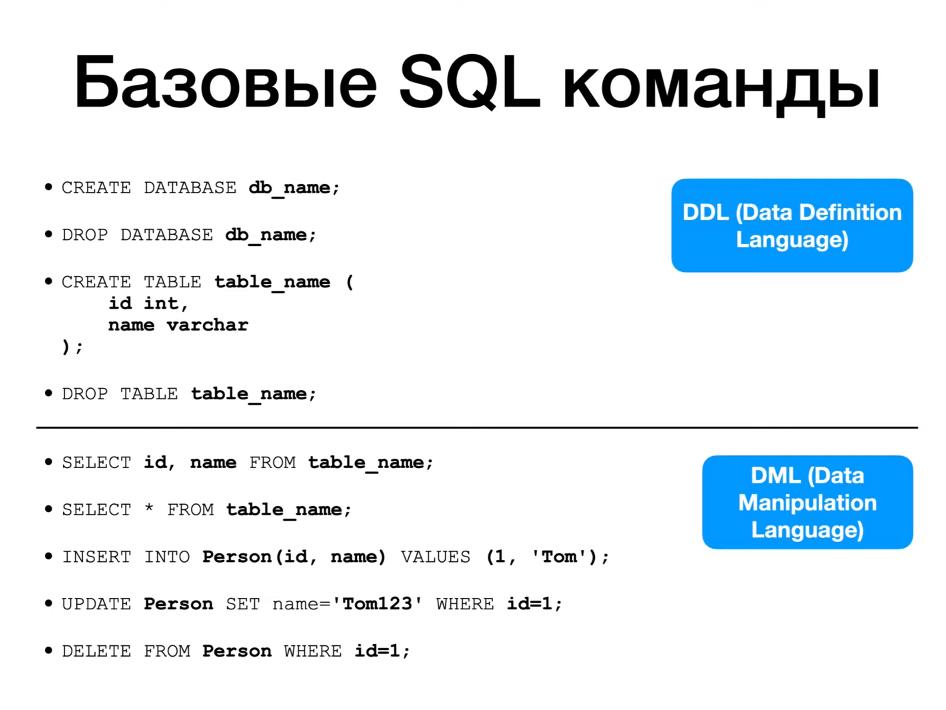 Базовые SQL команды
• CREATE DATABASE db_name;
• DROP DATABASE db_name;
• CREATE TABLE table_name (
id int,
name varchar
);
• DROP TABLE table_name;
DDL (Data Definition
Language)
• SELECT id, name FROM table_name;
• SELECT * FROM table_name;
• INSERT INTO Person(id, name) VALUES (1, 'Tom');
• UPDATE Person SET name='Tom123' WHERE id=1;
• DELETE FROM Person WHERE id=1;
DML (Data
Manipulation
Language)